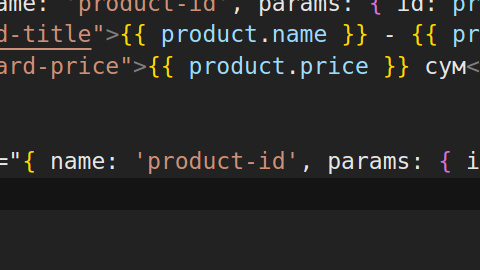 ame: 'product-id', params: { id: pr
d-title">{{ product.name }} - {{ pr
ard-price">{{ product.price }} сум<
="{ name: 'product-id', params: { i